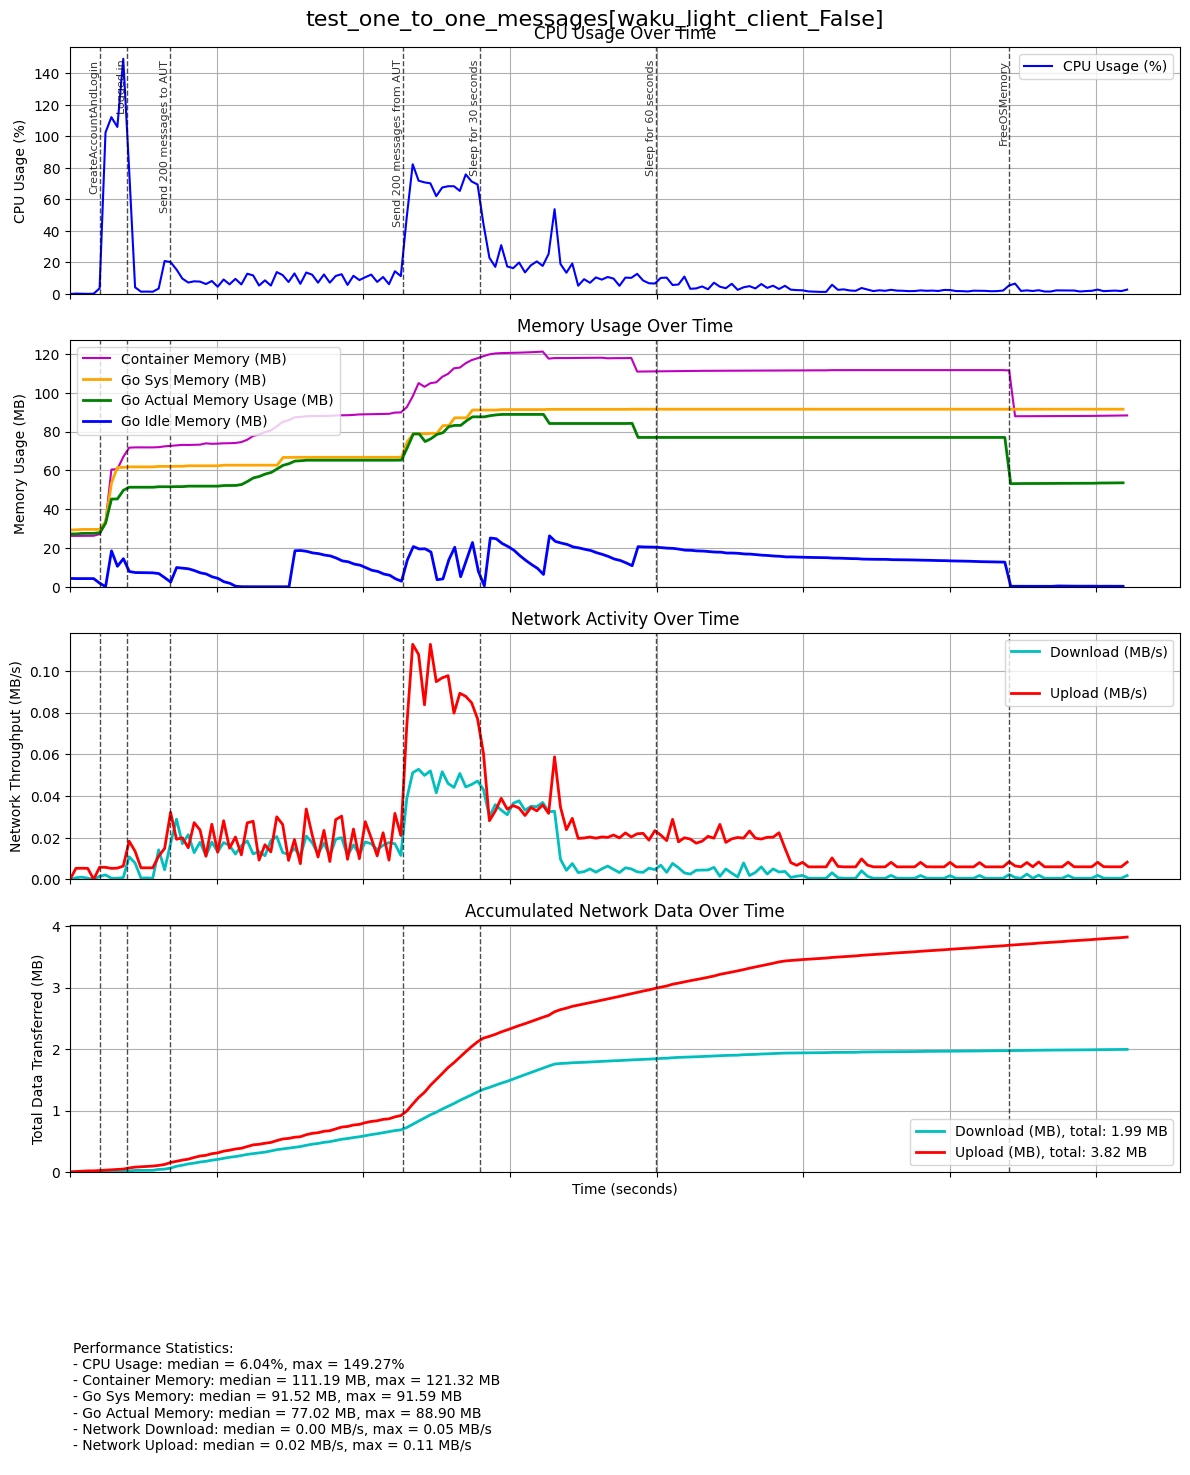 test_one_to_one_messages[waku_light_client_False]
CPU Usage Over Time
CPU Usage (%)
140
120
100
80
60
40
20
0
CPU Usage (%)
CreateAccountAndLogin
Logged in
Send 200 messages to AUT
Send 200 messages from AUT
Sleep for 30 seconds
Sleep for 60 seconds
FreeOSMemory
Memory Usage Over Time
Memory Usage (MB)
120
100
80
60
40
20
0
Container Memory (MB)
Go Sys Memory (MB)
Go Actual Memory Usage (MB)
Go Idle Memory (MB)
Network Activity Over Time
Network Throughput (MB/s)
0.10
0.08
0.06
0.04
0.02
0.00
Download (MB/s)
Upload (MB/s)
Accumulated Network Data Over Time
Total Data Transferred (MB)
4
3
2
1
0
Download (MB), total: 1.99 MB
Upload (MB), total: 3.82 MB
Time (seconds)
Performance Statistics:
- CPU Usage: median = 6.04%, max = 149.27%
- Container Memory: median = 111.19 MB, max = 121.32 MB
- Go Sys Memory: median = 91.52 MB, max = 91.59 MB
- Go Actual Memory: median = 77.02 MB, max = 88.90 MB
- Network Download: median = 0.00 MB/s, max = 0.05 MB/s
- Network Upload: median = 0.02 MB/s, max = 0.11 MB/s